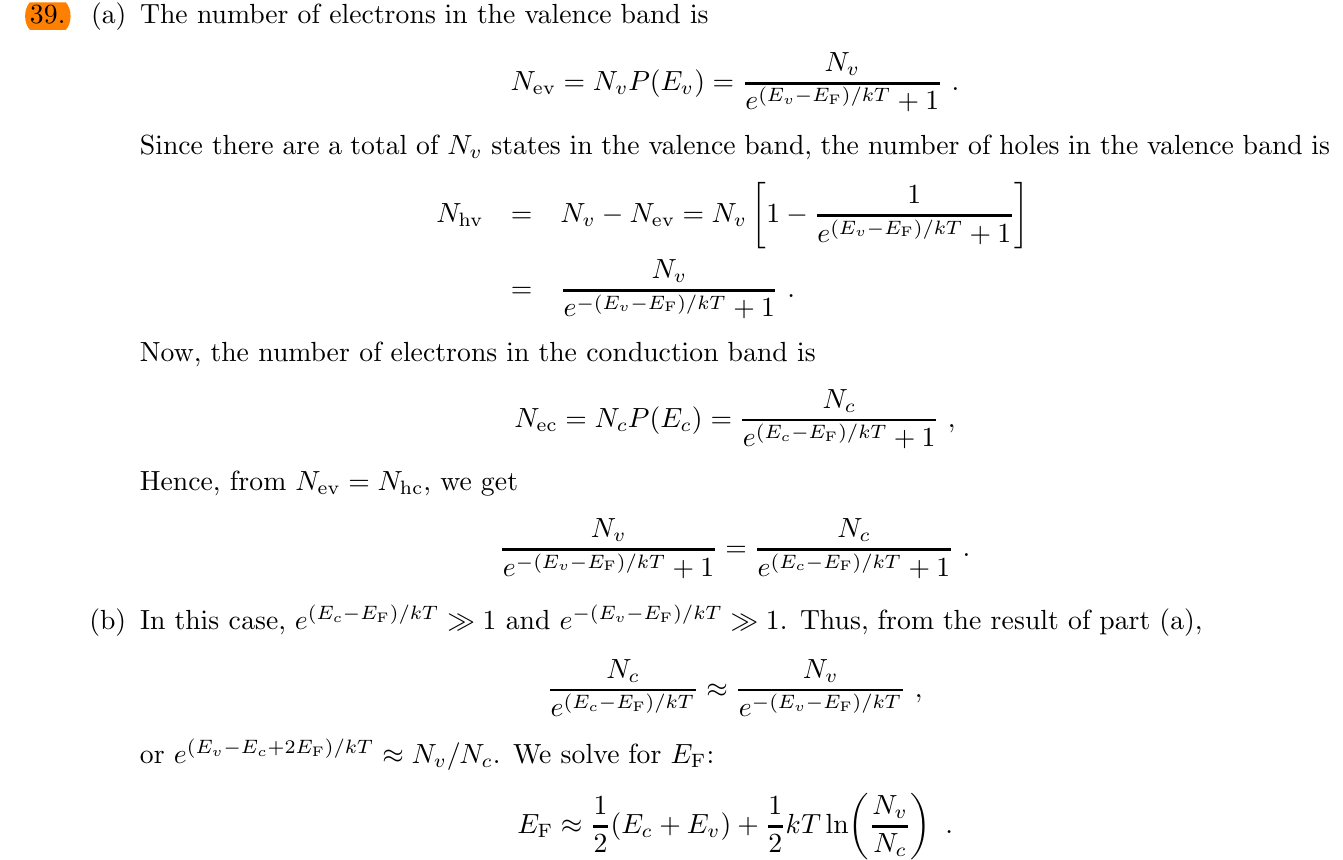 39. (a) The number of electrons in the valence band is
N_ev = N_v P(E_v) = N_v / (e^{(E_v−E_F)/kT} + 1) .
Since there are a total of N_v states in the valence band, the number of holes in the valence band is
N_hv = N_v − N_ev = N_v [1 − 1 / (e^{(E_v−E_F)/kT} + 1)]
= N_v / (e^{−(E_v−E_F)/kT} + 1) .
Now, the number of electrons in the conduction band is
N_ec = N_c P(E_c) = N_c / (e^{(E_c−E_F)/kT} + 1) ,
Hence, from N_ev = N_hc, we get
N_v / (e^{−(E_v−E_F)/kT} + 1) = N_c / (e^{(E_c−E_F)/kT} + 1) .
(b) In this case, e^{(E_c−E_F)/kT} ≫ 1 and e^{−(E_v−E_F)/kT} ≫ 1. Thus, from the result of part (a),
N_c / e^{(E_c−E_F)/kT} ≈ N_v / e^{−(E_v−E_F)/kT} ,
or e^{(E_v−E_c+2E_F)/kT} ≈ N_v/N_c. We solve for E_F:
E_F ≈ 1/2 (E_c + E_v) + 1/2 kT ln(N_v / N_c) .